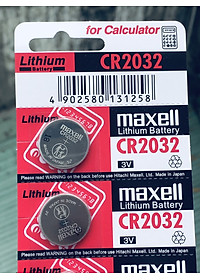 for Calculator
Lithium
Battery
CR2032
4 902580 131258
maxell
Lithium Battery
CR2032
3V
maxell
Please read WARNING on the back before use Hitachi Maxell, Ltd. Made in Japan
maxell
Lithium Battery
CR2032
3V
Please read WARNING on the back before use Hitachi Maxell, Ltd. Made in Japan